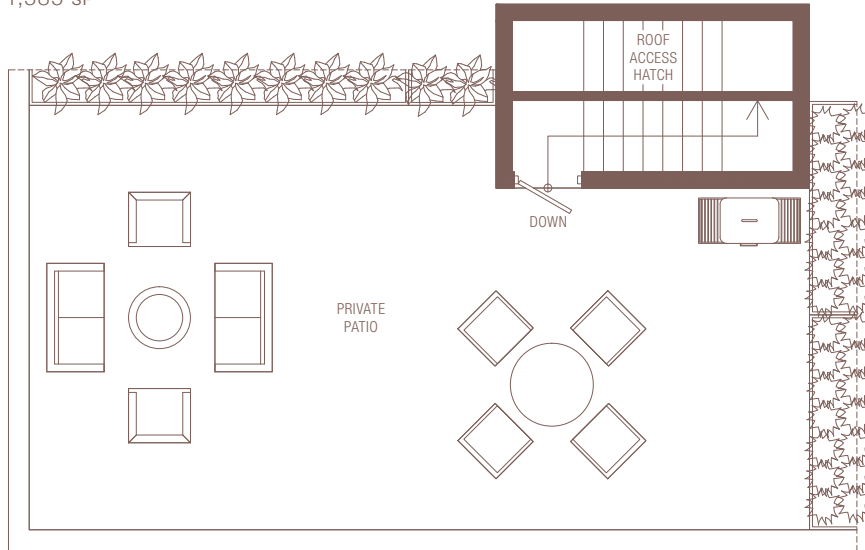 ROOF
ACCESS
HATCH
DOWN
PRIVATE
PATIO